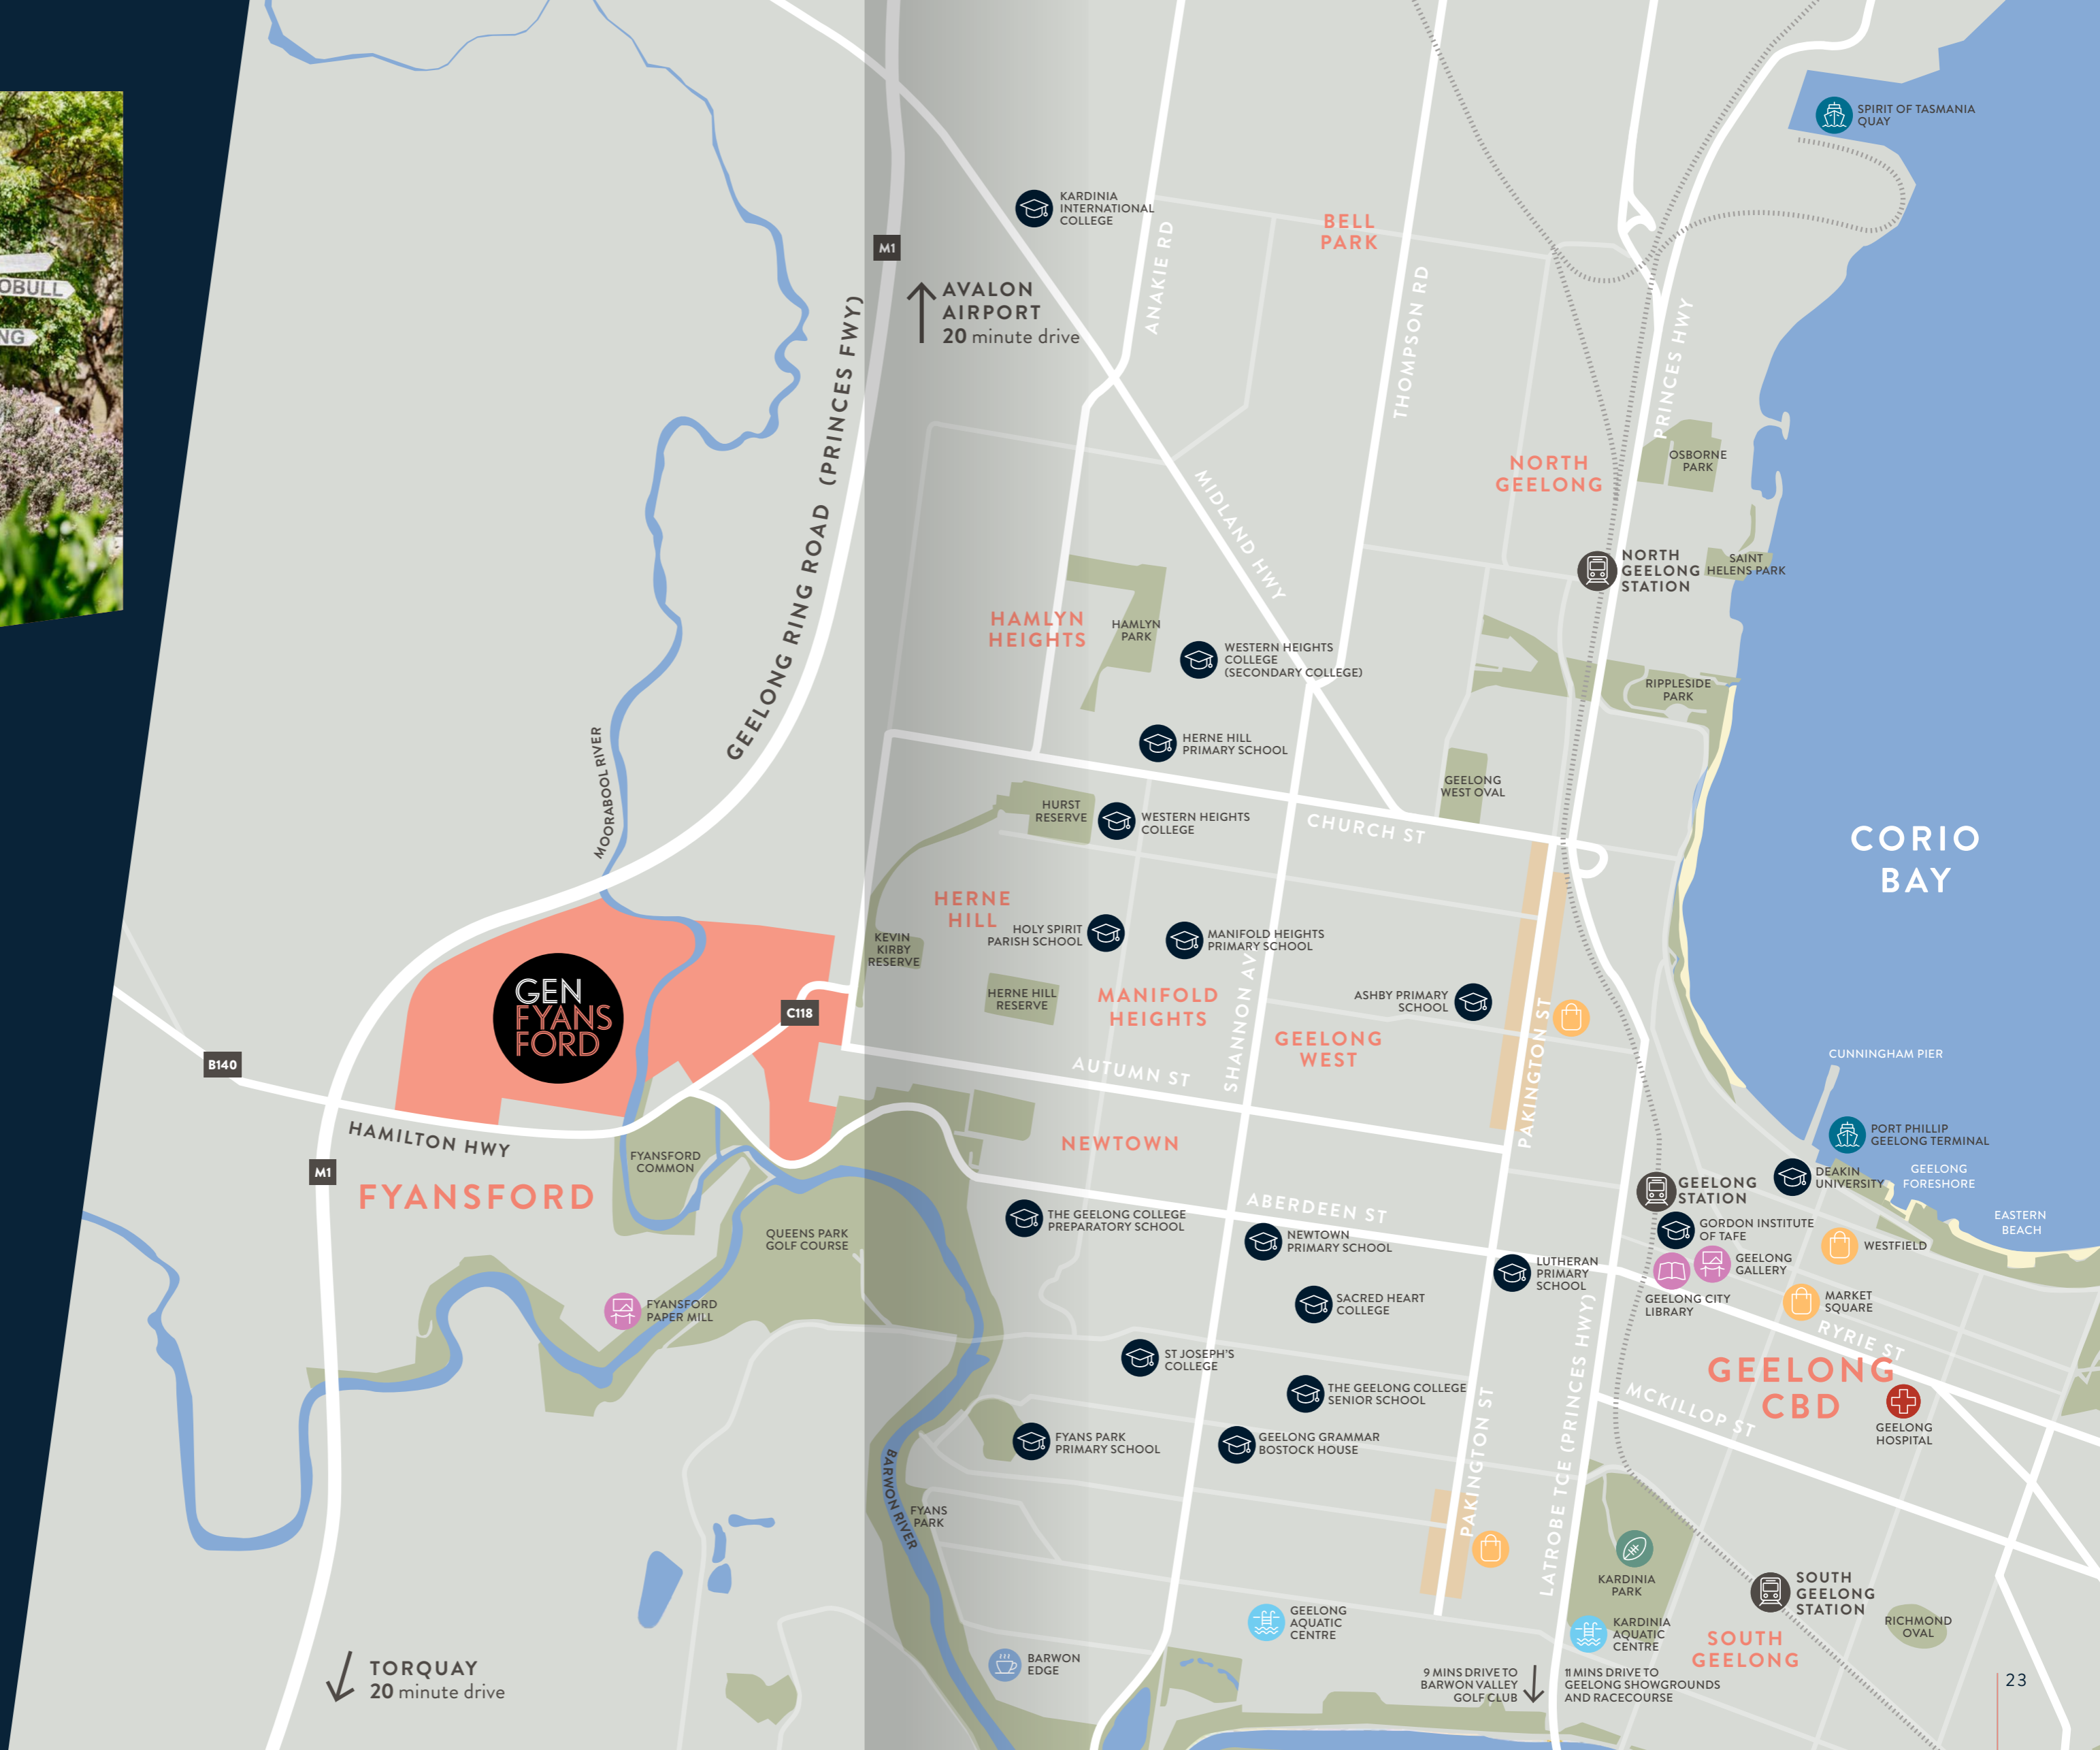 OBULL
NG
SPIRIT OF TASMANIA
QUAY
KARDINIA
INTERNATIONAL
COLLEGE
BELL
PARK
M1
AVALON
AIRPORT
20 minute drive
ANAKIE RD
THOMPSON RD
PRINCES HWY
GEELONG RING ROAD (PRINCES FWY)
OSBORNE
PARK
NORTH
GEELONG
MIDLAND HWY
NORTH
GEELONG
STATION
SAINT
HELENS PARK
HAMLYN
HEIGHTS
HAMLYN
PARK
WESTERN HEIGHTS
COLLEGE
(SECONDARY COLLEGE)
RIPPLESIDE
PARK
HERNE HILL
PRIMARY SCHOOL
MOORABOOL RIVER
GEELONG
WEST OVAL
HURST
RESERVE
WESTERN HEIGHTS
COLLEGE
CHURCH ST
CORIO
BAY
HERNE
HILL
HOLY SPIRIT
PARISH SCHOOL
MANIFOLD HEIGHTS
PRIMARY SCHOOL
KEVIN
KIRBY
RESERVE
HERNE HILL
RESERVE
MANIFOLD
HEIGHTS
SHANNON AV
ASHBY PRIMARY
SCHOOL
GEN
FYANS
FORD
C118
GEELONG
WEST
PAKINGTON ST
B140
AUTUMN ST
CUNNINGHAM PIER
HAMILTON HWY
NEWTOWN
PORT PHILLIP
GEELONG TERMINAL
M1
FYANSFORD
COMMON
FYANSFORD
DEAKIN
UNIVERSITY
GEELONG
FORESHORE
GEELONG
STATION
THE GEELONG COLLEGE
PREPARATORY SCHOOL
ABERDEEN ST
GORDON INSTITUTE
OF TAFE
EASTERN
BEACH
QUEENS PARK
GOLF COURSE
NEWTOWN
PRIMARY SCHOOL
WESTFIELD
LUTHERAN
PRIMARY
SCHOOL
GEELONG
GALLERY
GEELONG CITY
LIBRARY
MARKET
SQUARE
FYANSFORD
PAPER MILL
SACRED HEART
COLLEGE
RYRIE ST
ST JOSEPH'S
COLLEGE
GEELONG
CBD
THE GEELONG COLLEGE
SENIOR SCHOOL
MCKILLOP ST
GEELONG
HOSPITAL
FYANS PARK
PRIMARY SCHOOL
GEELONG GRAMMAR
BOSTOCK HOUSE
PAKINGTON ST
LATROBE TCE (PRINCES HWY)
BARWON RIVER
FYANS
PARK
KARDINIA
PARK
SOUTH
GEELONG
STATION
GEELONG
AQUATIC
CENTRE
KARDINIA
AQUATIC
CENTRE
RICHMOND
OVAL
SOUTH
GEELONG
BARWON
EDGE
TORQUAY
20 minute drive
9 MINS DRIVE TO
BARWON VALLEY
GOLF CLUB
11 MINS DRIVE TO
GEELONG SHOWGROUNDS
AND RACECOURSE
23